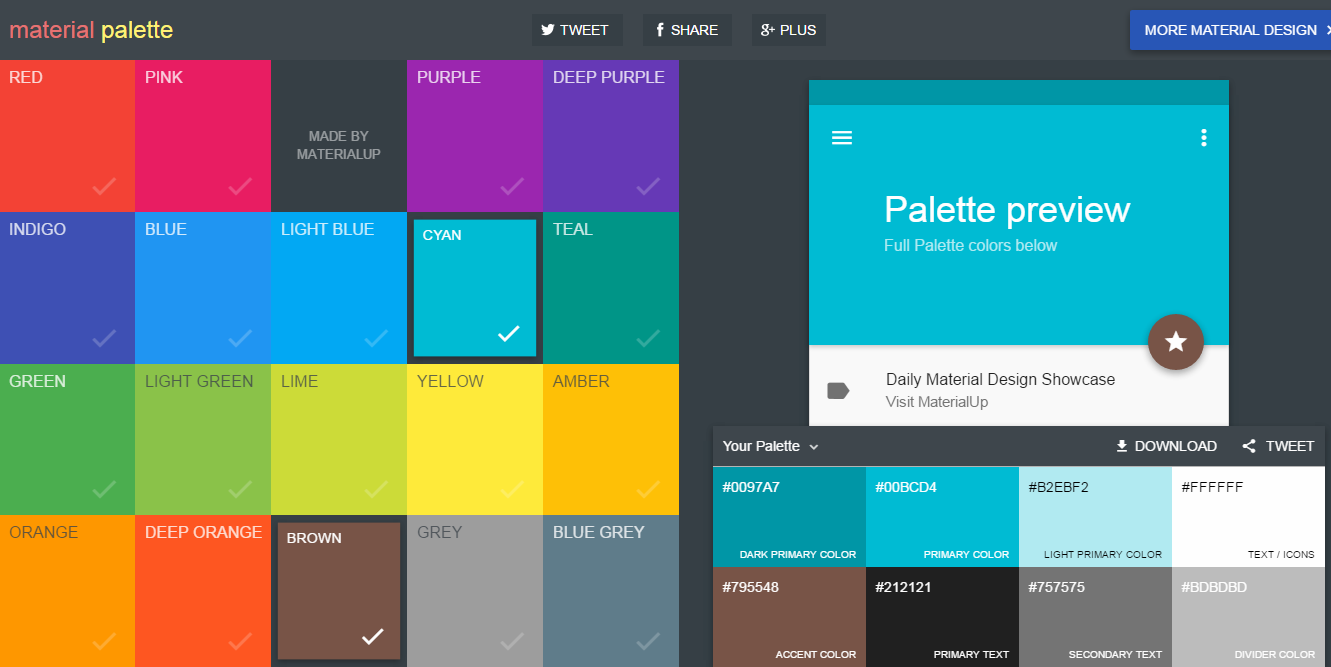 material palette
TWEET
SHARE
g+ PLUS
MORE MATERIAL DESIGN
RED
PINK
MADE BY
MATERIALUP
PURPLE
DEEP PURPLE
INDIGO
BLUE
LIGHT BLUE
CYAN
TEAL
GREEN
LIGHT GREEN
LIME
YELLOW
AMBER
ORANGE
DEEP ORANGE
BROWN
GREY
BLUE GREY
Palette preview
Full Palette colors below
Daily Material Design Showcase
Visit MaterialUp
Your Palette
DOWNLOAD
TWEET
#0097A7
DARK PRIMARY COLOR
#00BCD4
PRIMARY COLOR
#B2EBF2
LIGHT PRIMARY COLOR
#FFFFFF
TEXT / ICONS
#795548
ACCENT COLOR
#212121
PRIMARY TEXT
#757575
SECONDARY TEXT
#BDBDBD
DIVIDER COLOR